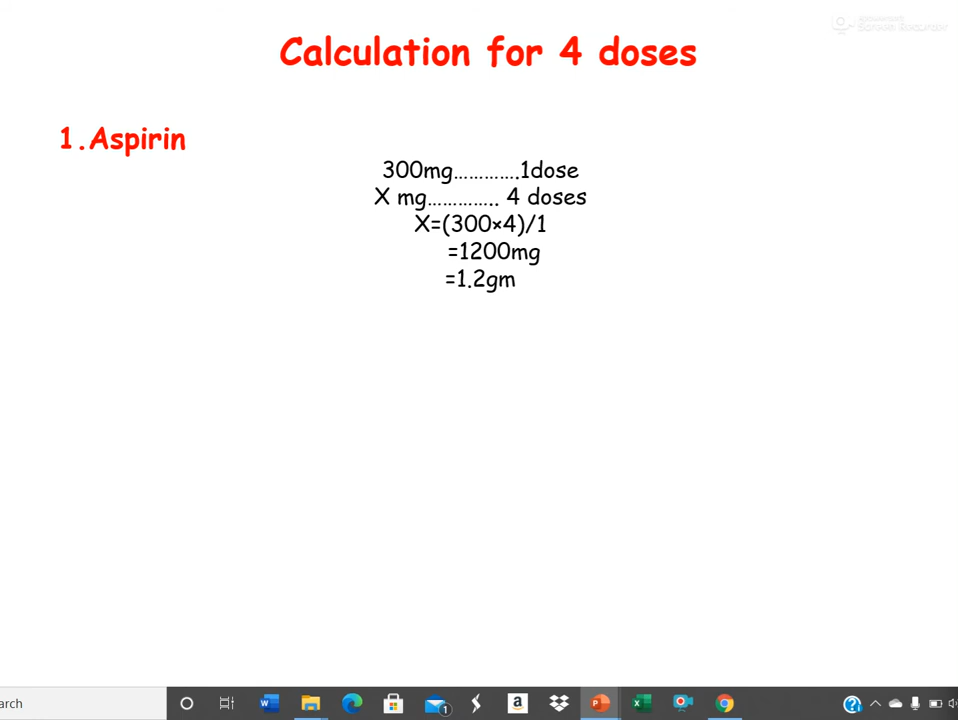 Calculation for 4 doses
1.Aspirin
300mg………….1dose
X mg………….. 4 doses
X=(300×4)/1
=1200mg
=1.2gm
arch